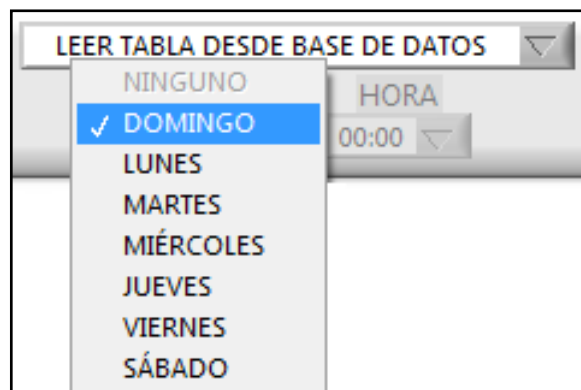 LEER TABLA DESDE BASE DE DATOS
NINGUNO
HORA
✓ DOMINGO
00:00
LUNES
MARTES
MIÉRCOLES
JUEVES
VIERNES
SÁBADO